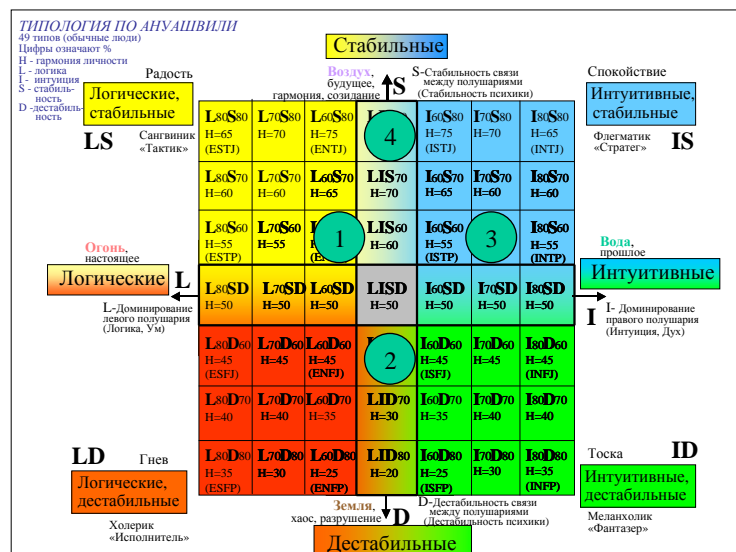 ТИПОЛОГИЯ ПО АНУАШВИЛИ
49 типов (обычные люди)
Цифры означают %
H - гармония личности
L - логика
I - интуиция
S - стабиль-
ность
D -дестабиль-
ность
Стабильные
Воздух,
будущее,
гармония, созидание
S
S-Стабильность связи
между полушариями
(Стабильность психики)
Радость
Логические,
стабильные
LS
Сангвиник
«Тактик»
Спокойствие
Интуитивные,
стабильные
Флегматик
«Стратег»
IS
L80S80 L70S80 L60S80 4 I60S80 I70S80 I80S80
H=65 H=70 H=75 H=75 H=70 H=65
(ESTJ) (ENTJ) (ISTJ) (INTJ)
L80S70 L70S70 L60S70 LIS70 I60S70 I70S70 I80S70
H=60 H=60 H=65 H=70 H=65 H=60 H=60
L80S60 L70S60 1 LIS60 I60S60 3 I80S60
H=55 H=55 H=60 H=55 H=55
(ESTP) (ISTP) (INTP)
L80SD L70SD L60SD LISD I60SD I70SD I80SD
H=50 H=50 H=50 H=50 H=50 H=50 H=50
L80D60 L70D60 L60D60 2 I60D60 I70D60 I80D60
H=45 H=45 H=45 H=45 H=45 H=45
(ESFJ) (ENFJ) (ISFJ) (INFJ)
L80D70 L70D70 L60D70 LID70 I60D70 I70D70 I80D70
H=40 H=40 H=35 H=30 H=35 H=40 H=40
L80D80 L70D80 L60D80 LID80 I60D80 I70D80 I80D80
H=35 H=30 H=25 H=20 H=25 H=30 H=35
(ESFP) (ENFP) (ISFP) (INFP)
Огонь,
настоящее
Логические
L
L-Доминирование
левого полушария
(Логика, Ум)
Вода,
прошлое
Интуитивные
I
I- Доминирование
правого полушария
(Интуиция, Дух)
LD
Гнев
Логические,
дестабильные
Холерик
«Исполнитель»
Тоска
ID
Интуитивные,
дестабильные
Меланхолик
«Фантазер»
Земля,
хаос, разрушение
D
D-Дестабильность связи
между полушариями
(Дестабильность психики)
Дестабильные